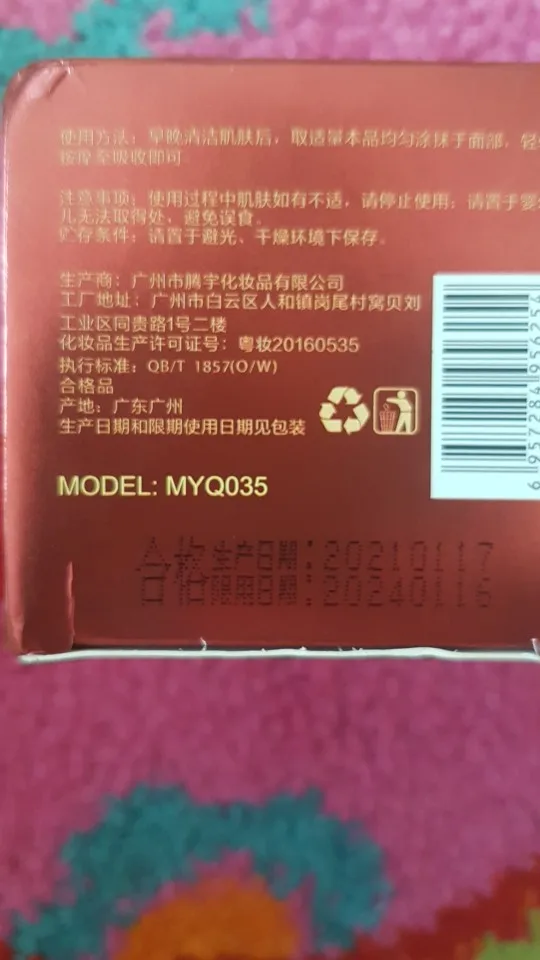 使用方法：早晚清洁肌肤后，取适量本品均匀涂抹于面部，轻
按摩至吸收即可
注意事项：使用过程中肌肤如有不适，请停止使用；请置于婴
儿无法取得处，避免误食。
贮存条件：请置于避光、干燥环境下保存。
生产商：广州市腾宇化妆品有限公司
工厂地址：广州市白云区人和镇岗尾村窝贝刘
工业区同贵路1号二楼
化妆品生产许可证号：粤妆20160535
执行标准：QB/T 1857(O/W)
合格品
产地：广东广州
生产日期和限期使用日期见包装
MODEL: MYQ035
合格 生产日期：20210117
限用日期：20240116
6 957284 956254